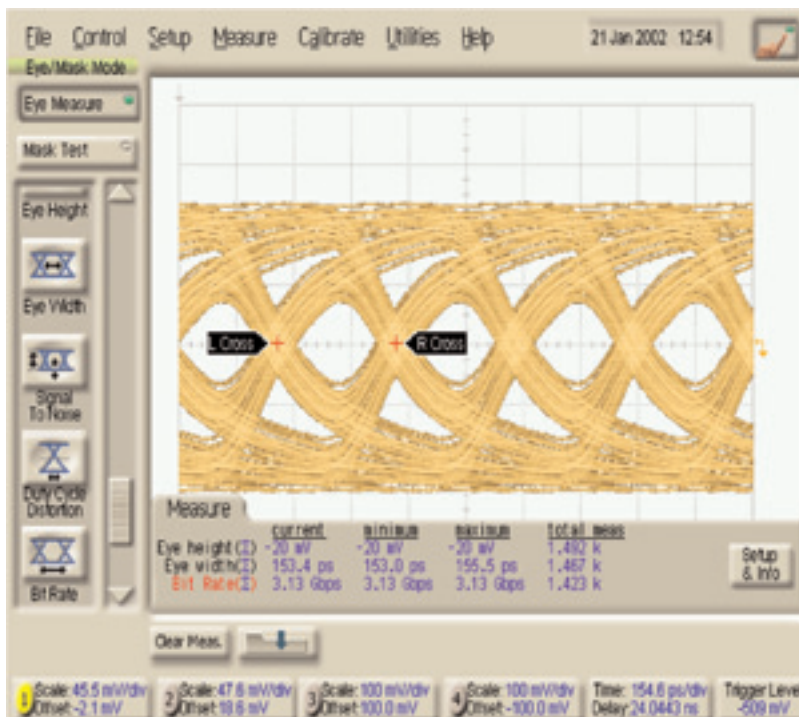 File Control Setup Measure Calibrate Utilities Help 21 Jan 2002 12:54
Eye/Mask Mode
Eye Measure
Mask Test
Eye Height
Eye Width
Signal
To Noise
Duty Cycle
Distortion
Bit Rate
L Cross
R Cross
Measure
current minimum maximum total meas
Eye height(Σ) -20 mV -20 mV -20 mV 1.492 k
Eye width(Σ) 153.4 ps 153.0 ps 155.5 ps 1.467 k
Bit Rate(Σ) 3.13 Gbps 3.13 Gbps 3.13 Gbps 1.423 k
Setup
& Info
Clear Meas.
1 Scale: 45.5 mV/div
Offset: -2.1 mV
2 Scale: 47.6 mV/div
Offset: 18.6 mV
3 Scale: 100 mV/div
Offset: 100.0 mV
4 Scale: 100 mV/div
Offset: -100.0 mV
Time: 154.6 ps/div
Delay: 24.0443 ns
Trigger Leve
-509 mV